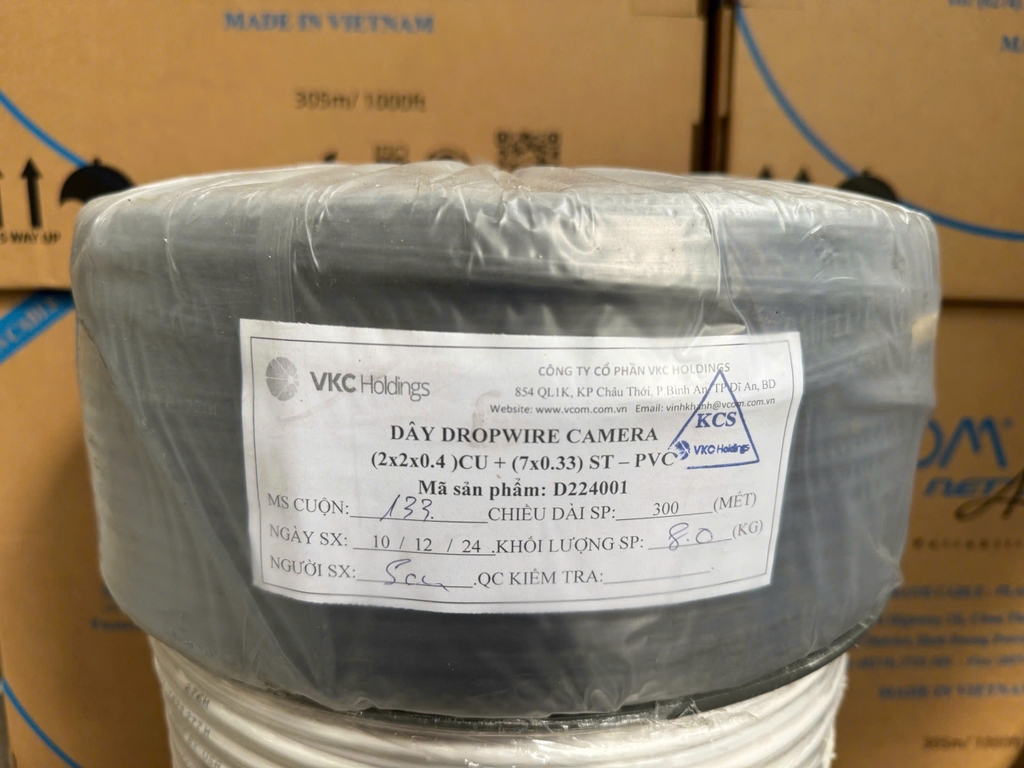 MADE IN VIETNAM
305m/ 1000ft
WAY UP
VKC Holdings
CÔNG TY CỔ PHẦN VKC HOLDINGS
854 QL1K, KP Châu Thới, P Bình An, TP Dĩ An, BD
Website: www.vcom.com.vn Email: vinhkhanh@vcom.com.vn
KCS
VKC Holdings
DÂY DROPWIRE CAMERA
(2x2x0.4 )CU + (7x0.33) ST – PVC
Mã sản phẩm: D224001
MS CUỘN: 133 CHIỀU DÀI SP: 300 (MÉT)
NGÀY SX: 10 / 12 / 24 .KHỐI LƯỢNG SP: 8.0 (KG)
NGƯỜI SX: .QC KIỂM TRA:
MADE IN VIETNAM
305m/ 1000ft